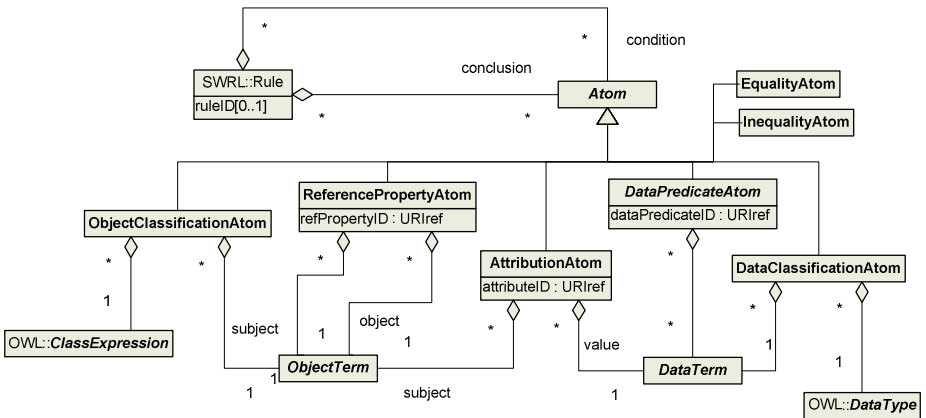 *
*
condition
SWRL::Rule
ruleID[0..1]
conclusion
*
*
Atom
EqualityAtom
InequalityAtom
ObjectClassificationAtom
ReferencePropertyAtom
refPropertyID : URIref
DataPredicateAtom
dataPredicateID : URIref
AttributionAtom
attributeID : URIref
DataClassificationAtom
*
*
*
*
*
*
*
*
*
*
1
subject
1
object
1
value
1
1
OWL::ClassExpression
ObjectTerm
1
1
subject
1
DataTerm
OWL::DataType